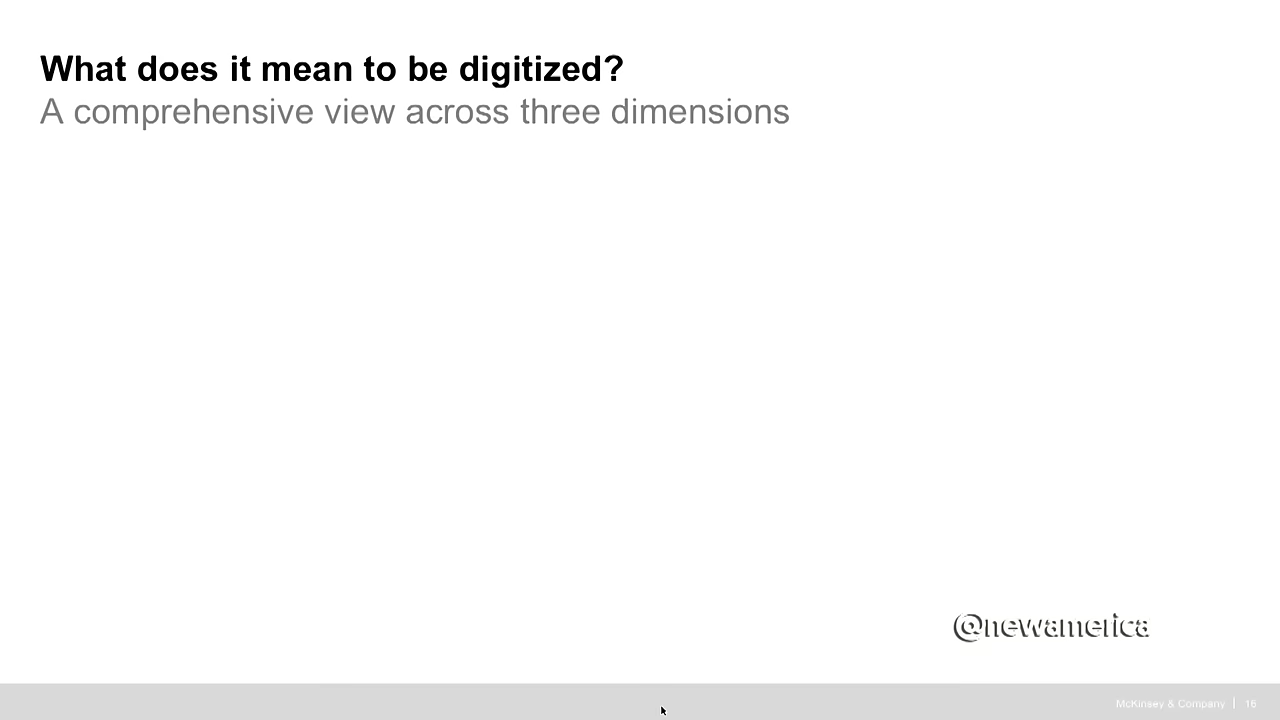 What does it mean to be digitized?
A comprehensive view across three dimensions
@newamerica
McKinsey & Company | 16